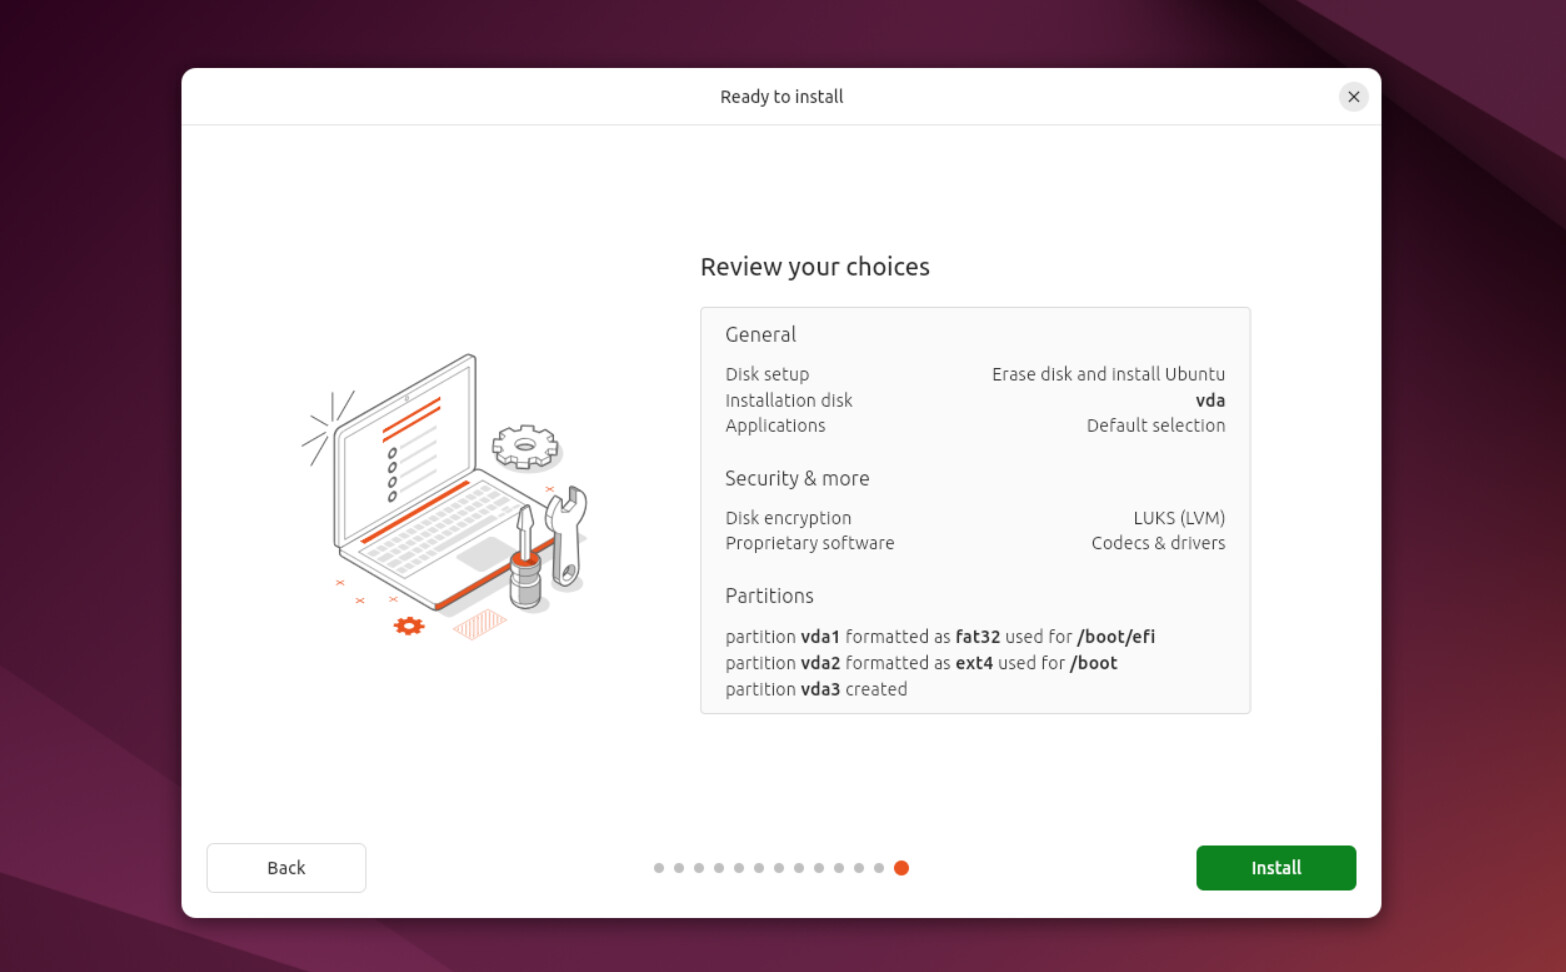 Ready to install
Review your choices
General
Disk setup Erase disk and install Ubuntu
Installation disk vda
Applications Default selection
Security & more
Disk encryption LUKS (LVM)
Proprietary software Codecs & drivers
Partitions
partition vda1 formatted as fat32 used for /boot/efi
partition vda2 formatted as ext4 used for /boot
partition vda3 created
Back Install